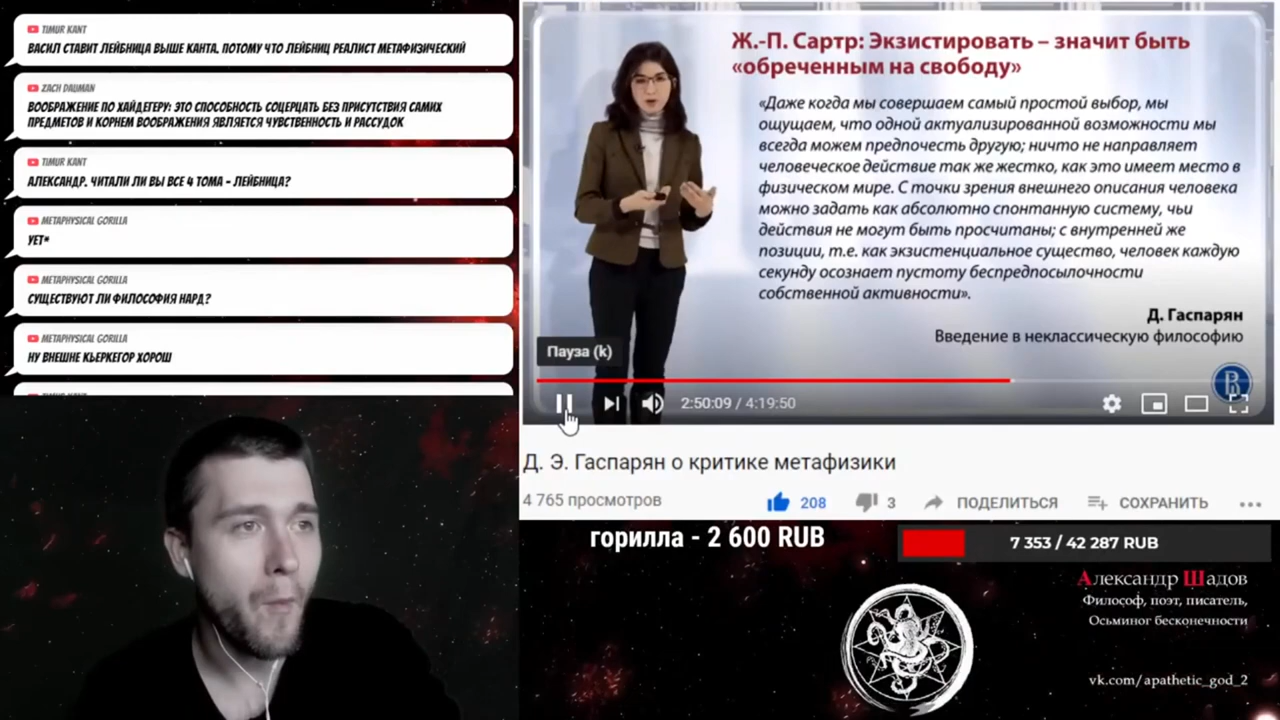 TIMUR KANT
ВАСИЛ СТАВИТ ЛЕЙБНИЦА ВЫШЕ КАНТА, ПОТОМУ ЧТО ЛЕЙБНИЦ РЕАЛИСТ МЕТАФИЗИЧЕСКИЙ
ZACH DAUMAN
ВООБРАЖЕНИЕ ПО ХАЙДЕГЕРУ: ЭТО СПОСОБНОСТЬ СОЦЕРЦАТЬ БЕЗ ПРИСУТСТВИЯ САМИХ
ПРЕДМЕТОВ И КОРНЕМ ВООБРАЖЕНИЯ ЯВЛЯЕТСЯ ЧУВСТВЕННОСТЬ И РАССУДОК
TIMUR KANT
АЛЕКСАНДР, ЧИТАЛИ ЛИ ВЫ ВСЕ 4 ТОМА - ЛЕЙБНИЦА?
METAPHYSICAL GORILLA
YET*
METAPHYSICAL GORILLA
СУЩЕСТВУЮТ ЛИ ФИЛОСОФИЯ НАРД?
METAPHYSICAL GORILLA
НУ ВНЕШНЕ КЬЕРКЕГОР ХОРОШ
Ж.-П. Сартр: Экзистировать – значит быть
«обреченным на свободу»
«Даже когда мы совершаем самый простой выбор, мы
ощущаем, что одной актуализированной возможности мы
всегда можем предпочесть другую; ничто не направляет
человеческое действие так же жестко, как это имеет место в
физическом мире. С точки зрения внешнего описания человека
можно задать как абсолютно спонтанную систему, чьи
действия не могут быть просчитаны; с внутренней же
позиции, т.е. как экзистенциальное существо, человек каждую
секунду осознает пустоту беспредпосылочности
собственной активности».
Д. Гаспарян
Введение в неклассическую философию
Пауза (k)
2:50:09 / 4:19:50
Д. Э. Гаспарян о критике метафизики
4 765 просмотров 208 3 ПОДЕЛИТЬСЯ СОХРАНИТЬ
горилла - 2 600 RUB
7 353 / 42 287 RUB
Александр Шадов
Философ, поэт, писатель,
Осьминог бесконечности
vk.com/apathetic_god_2